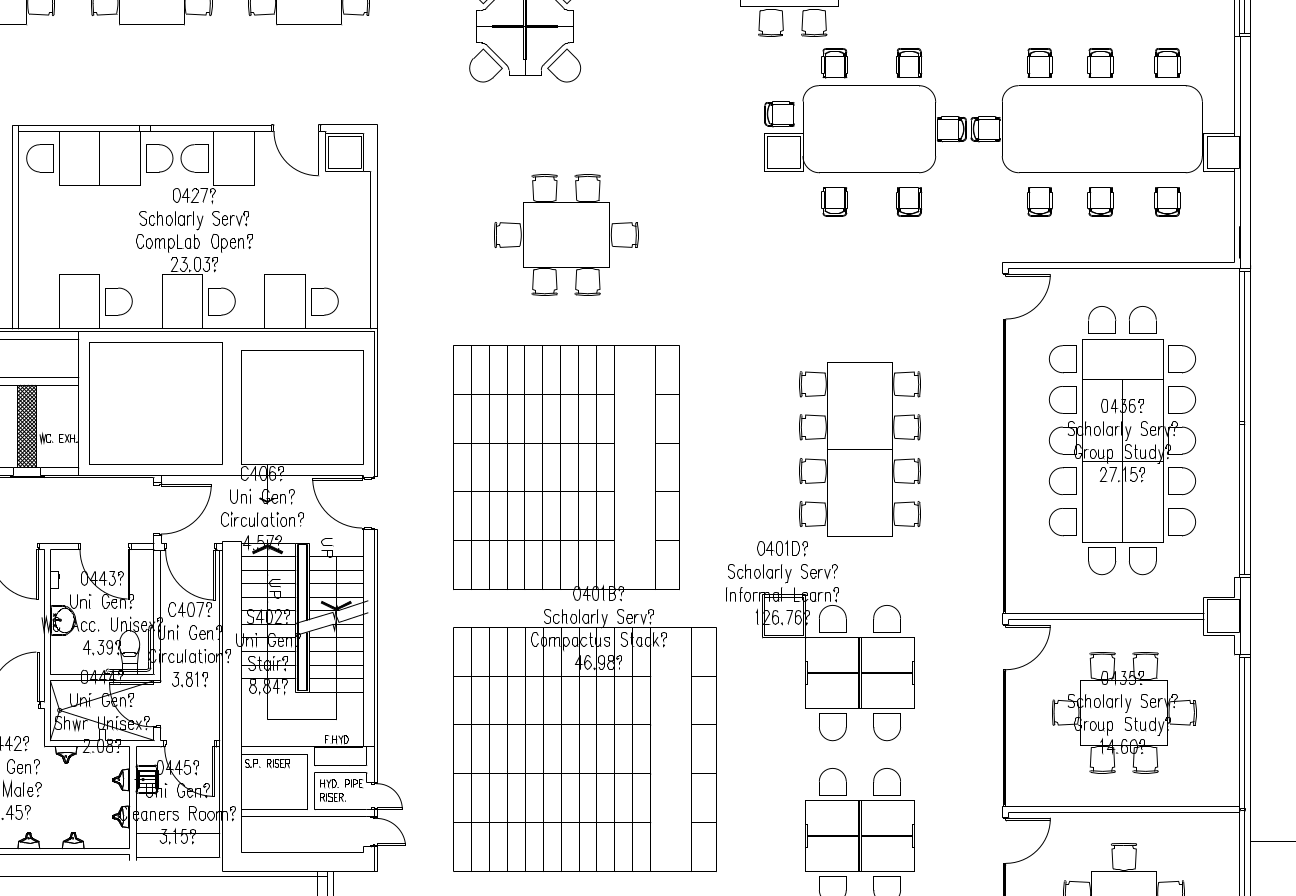 0427?
Scholarly Serv?
CompLab Open?
23.03?
WC. EXH.
C406?
Uni Gen?
Circulation?
4.57?
UP
UP
0436?
Scholarly Serv?
Group Study?
27.15?
0401D?
Scholarly Serv?
Informal Learn?
126.76?
0401B?
Scholarly Serv?
Compactus Stack?
46.98?
0443?
Uni Gen?
WC Acc. Unisex?
4.39?
C407?
Uni Gen?
Circulation?
3.81?
S402?
Uni Gen?
Stair?
8.84?
0444?
Uni Gen?
Shwr Unisex?
2.08?
0435?
Scholarly Serv?
Group Study?
14.60?
442?
Gen?
Male?
.45?
0445?
Uni Gen?
Cleaners Room?
3.15?
F.HYD
S.P. RISER
HYD. PIPE
RISER.